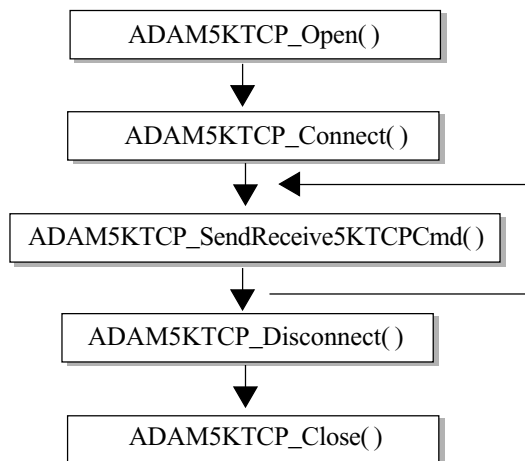 ADAM5KTCP_Open( )
ADAM5KTCP_Connect( )
ADAM5KTCP_SendReceive5KTCPCmd( )
ADAM5KTCP_Disconnect( )
ADAM5KTCP_Close( )